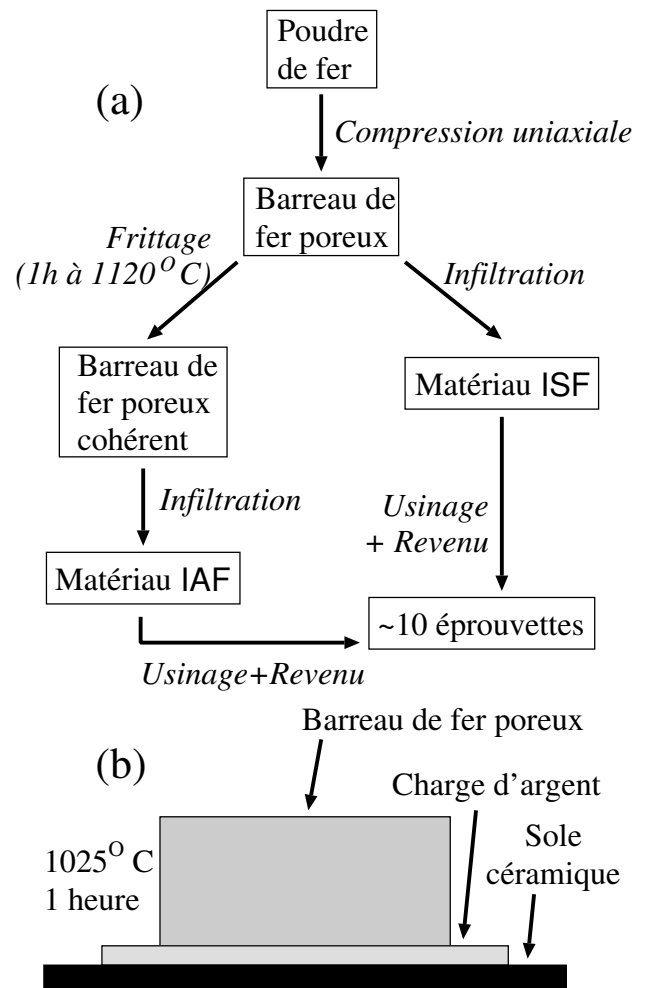 Poudre
de fer
(a)
Compression uniaxiale
Barreau de
fer poreux
Frittage
(1h à 1120° C)
Infiltration
Barreau de
fer poreux
cohérent
Matériau ISF
Infiltration
Usinage
+ Revenu
Matériau IAF
~10 éprouvettes
Usinage+Revenu
Barreau de fer poreux
(b)
Charge d'argent
Sole
céramique
1025° C
1 heure